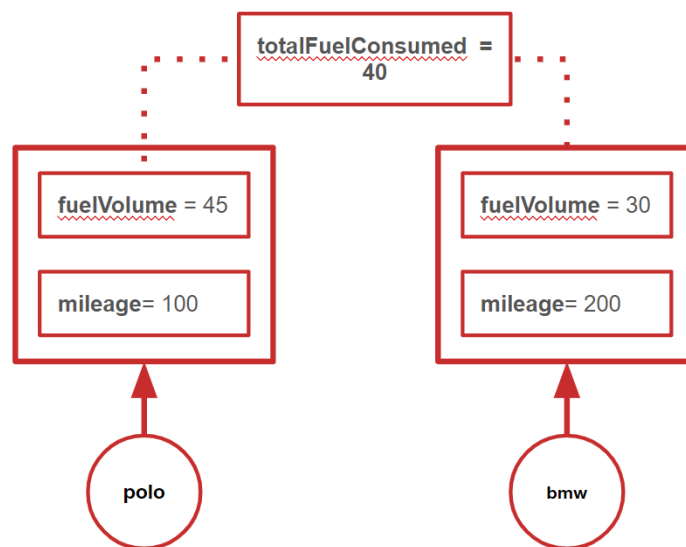 totalFuelConsumed =
40
fuelVolume = 45
fuelVolume = 30
mileage= 100
mileage= 200
polo
bmw